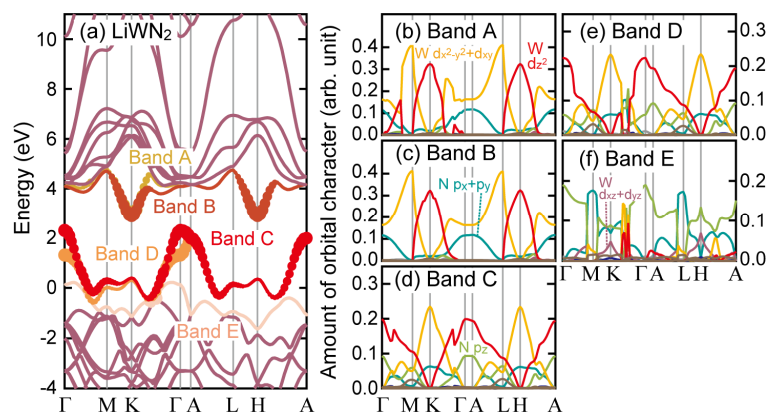 (a) LiWN2
Energy (eV)
10
8
6
4
2
0
-2
-4
Band A
Band B
Band C
Band D
Band E
Γ M K Γ A L H A
Amount of orbital character (arb. unit)
(b) Band A
W dx2-y2+dxy
W
dz2
0.4
0.3
0.2
0.1
0.0
(c) Band B
N px+py
0.4
0.3
0.2
0.1
0.0
(d) Band C
N pz
0.3
0.2
0.1
0.0
Γ M K Γ A L H A
(e) Band D
0.3
0.2
0.1
0.0
(f) Band E
W
dxz+dyz
0.2
0.1
0.0
Γ M K Γ A L H A